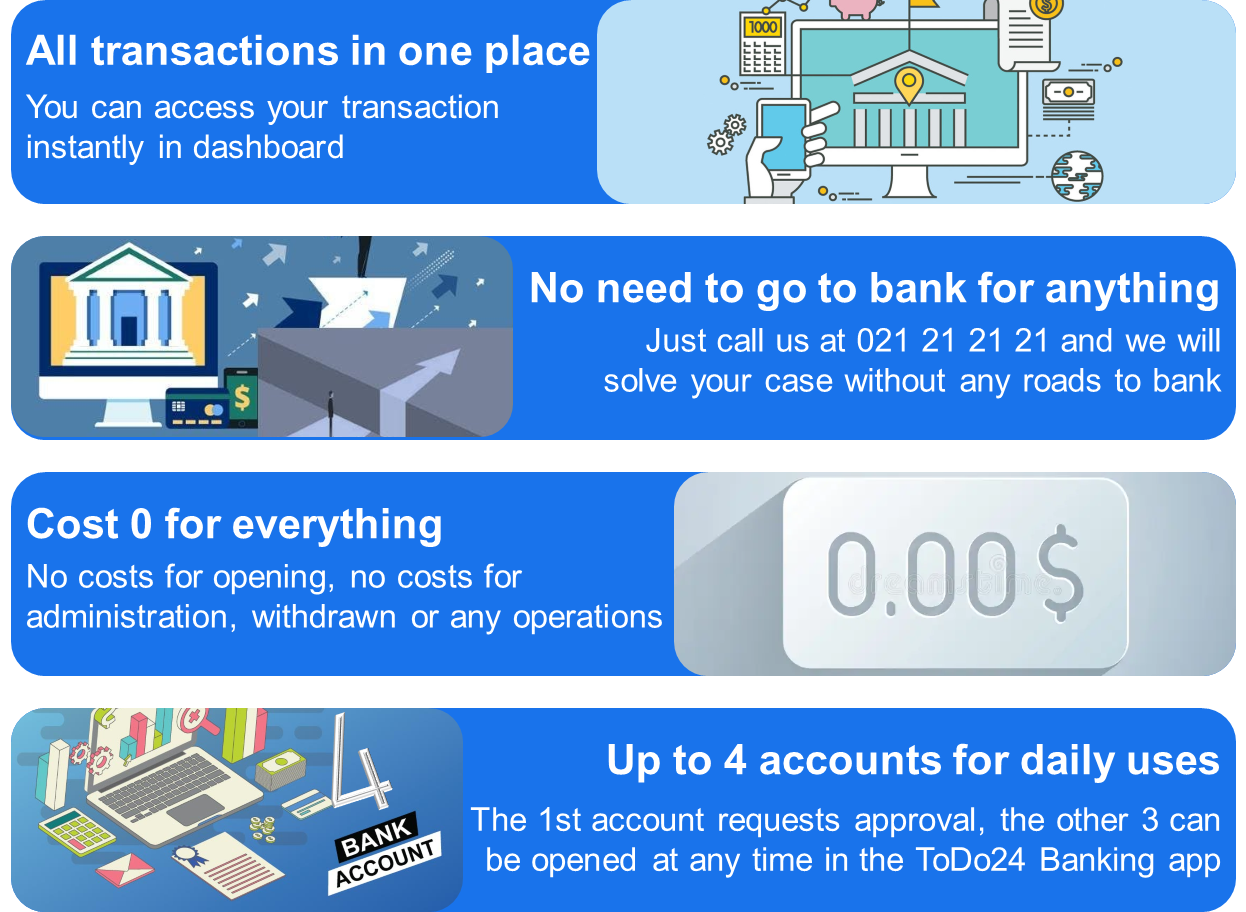 All transactions in one place
You can access your transaction
instantly in dashboard
1000
$
No need to go to bank for anything
Just call us at 021 21 21 21 and we will
solve your case without any roads to bank
$
Cost 0 for everything
No costs for opening, no costs for
administration, withdrawn or any operations
0.00$
dreamstime.
Up to 4 accounts for daily uses
The 1st account requests approval, the other 3 can
be opened at any time in the ToDo24 Banking app
4
BANK
ACCOUNT